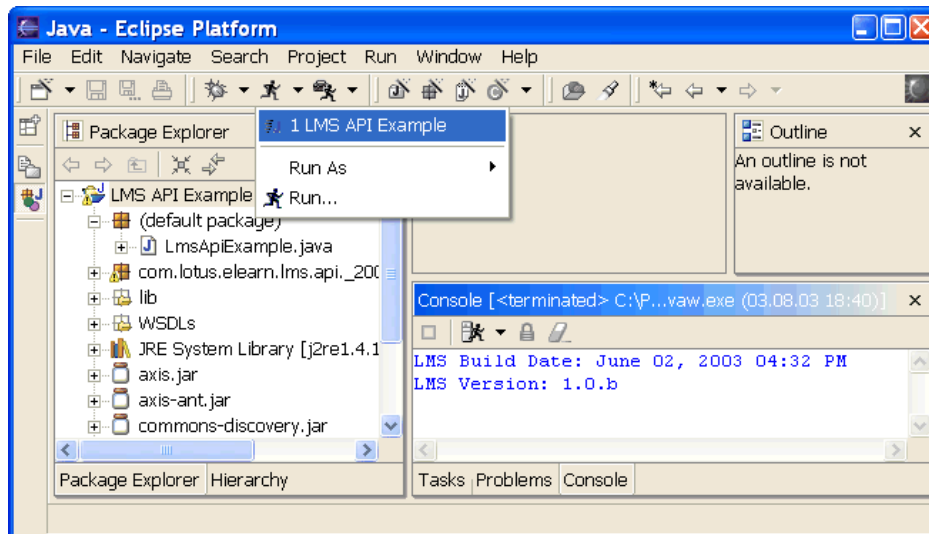 Java - Eclipse Platform
File Edit Navigate Search Project Run Window Help
Package Explorer
1 LMS API Example
Run As
Run...
LMS API Example
(default package)
LmsApiExample.java
com.lotus.elearn.lms.api._200
lib
WSDLs
JRE System Library [j2re1.4.1
axis.jar
axis-ant.jar
commons-discovery.jar
Package Explorer Hierarchy
Outline
An outline is not
available.
Console [<terminated> C:\P...vaw.exe (03.08.03 18:40)]
LMS Build Date: June 02, 2003 04:32 PM
LMS Version: 1.0.b
Tasks Problems Console